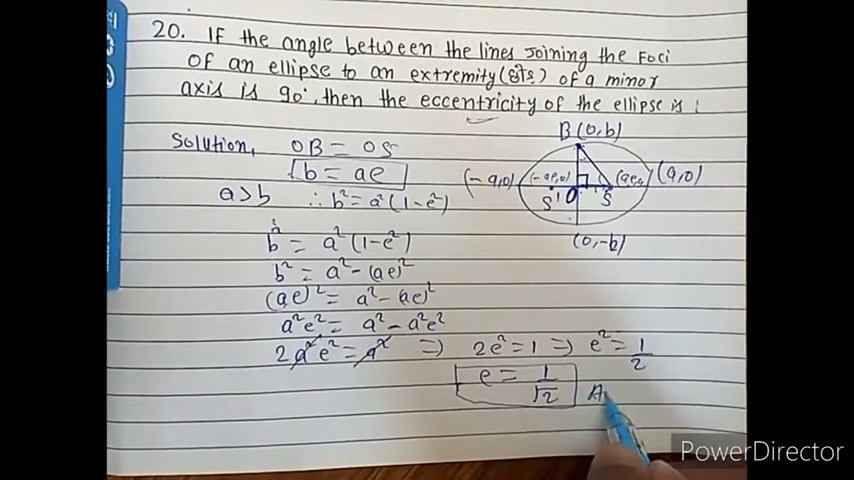 20. If the angle between the lines Joining the Foci
of an ellipse to an extremity (छोर) of a minor
axis is 90°, then the eccentricity of the ellipse is :
Solution, OB = OS
b = ae
a > b ∴ b² = a² (1-e²)
b² = a² (1-e²)
b² = a² - (ae)²
(ae)² = a² - (ae)²
a²e² = a² - a²e²
2a²e² = a² ⇒ 2e² = 1 ⇒ e² = 1/2
e = 1/√2 A
B (0,b)
(-a,0) (-ae,0) (a,0)
S' O S
(0,-b)
PowerDirector